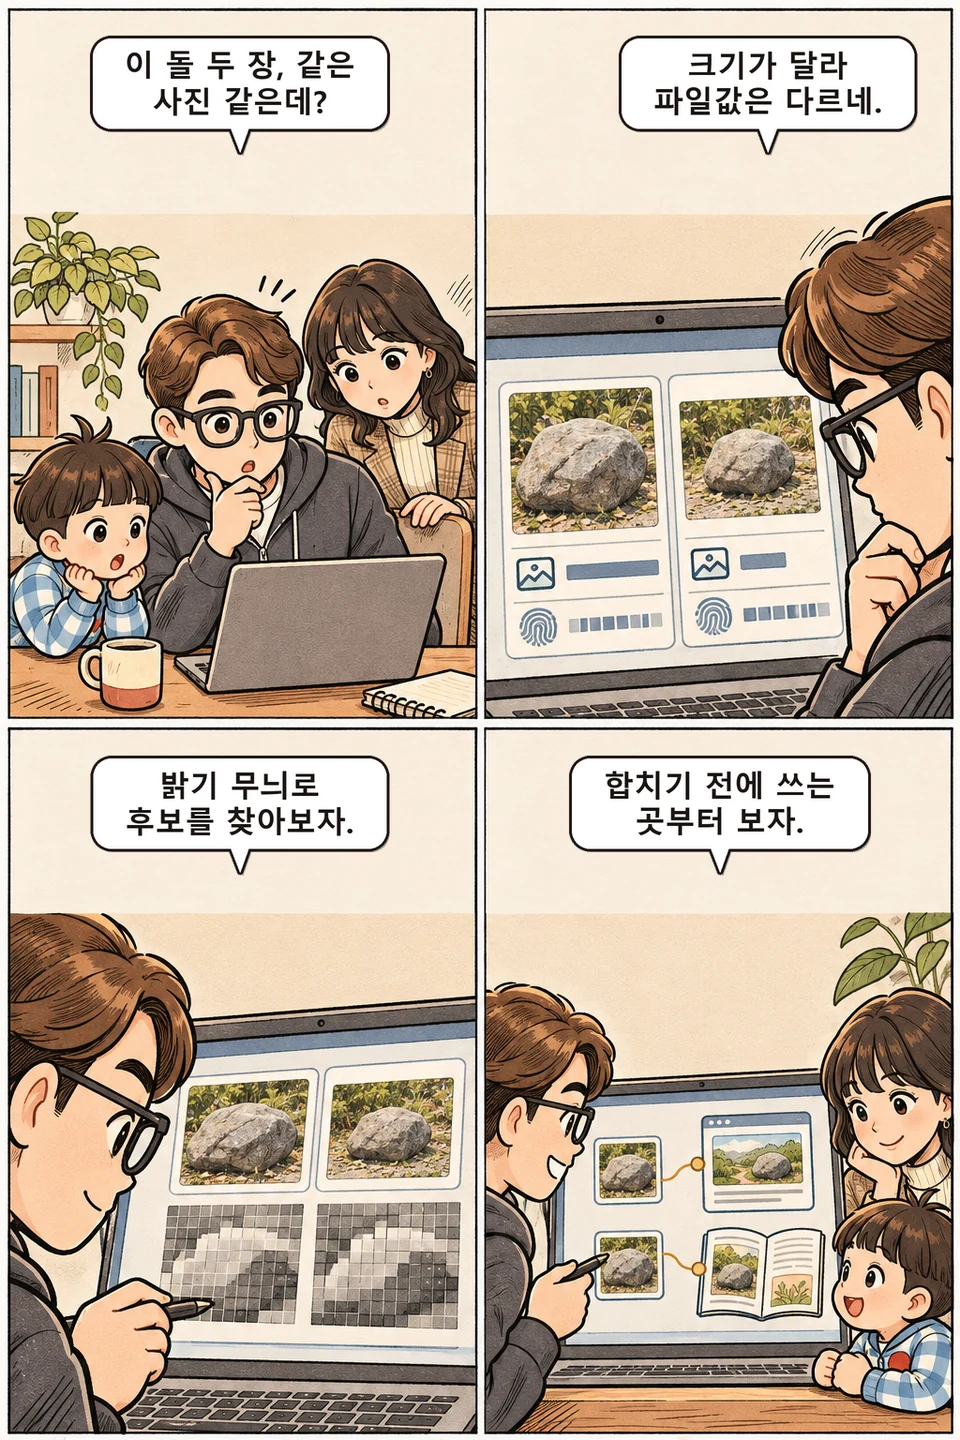 이 돌 두 장, 같은
사진 같은데?
크기가 달라
파일값은 다르네.
밝기 무늬로
후보를 찾아보자.
합치기 전에 쓰는
곳부터 보자.